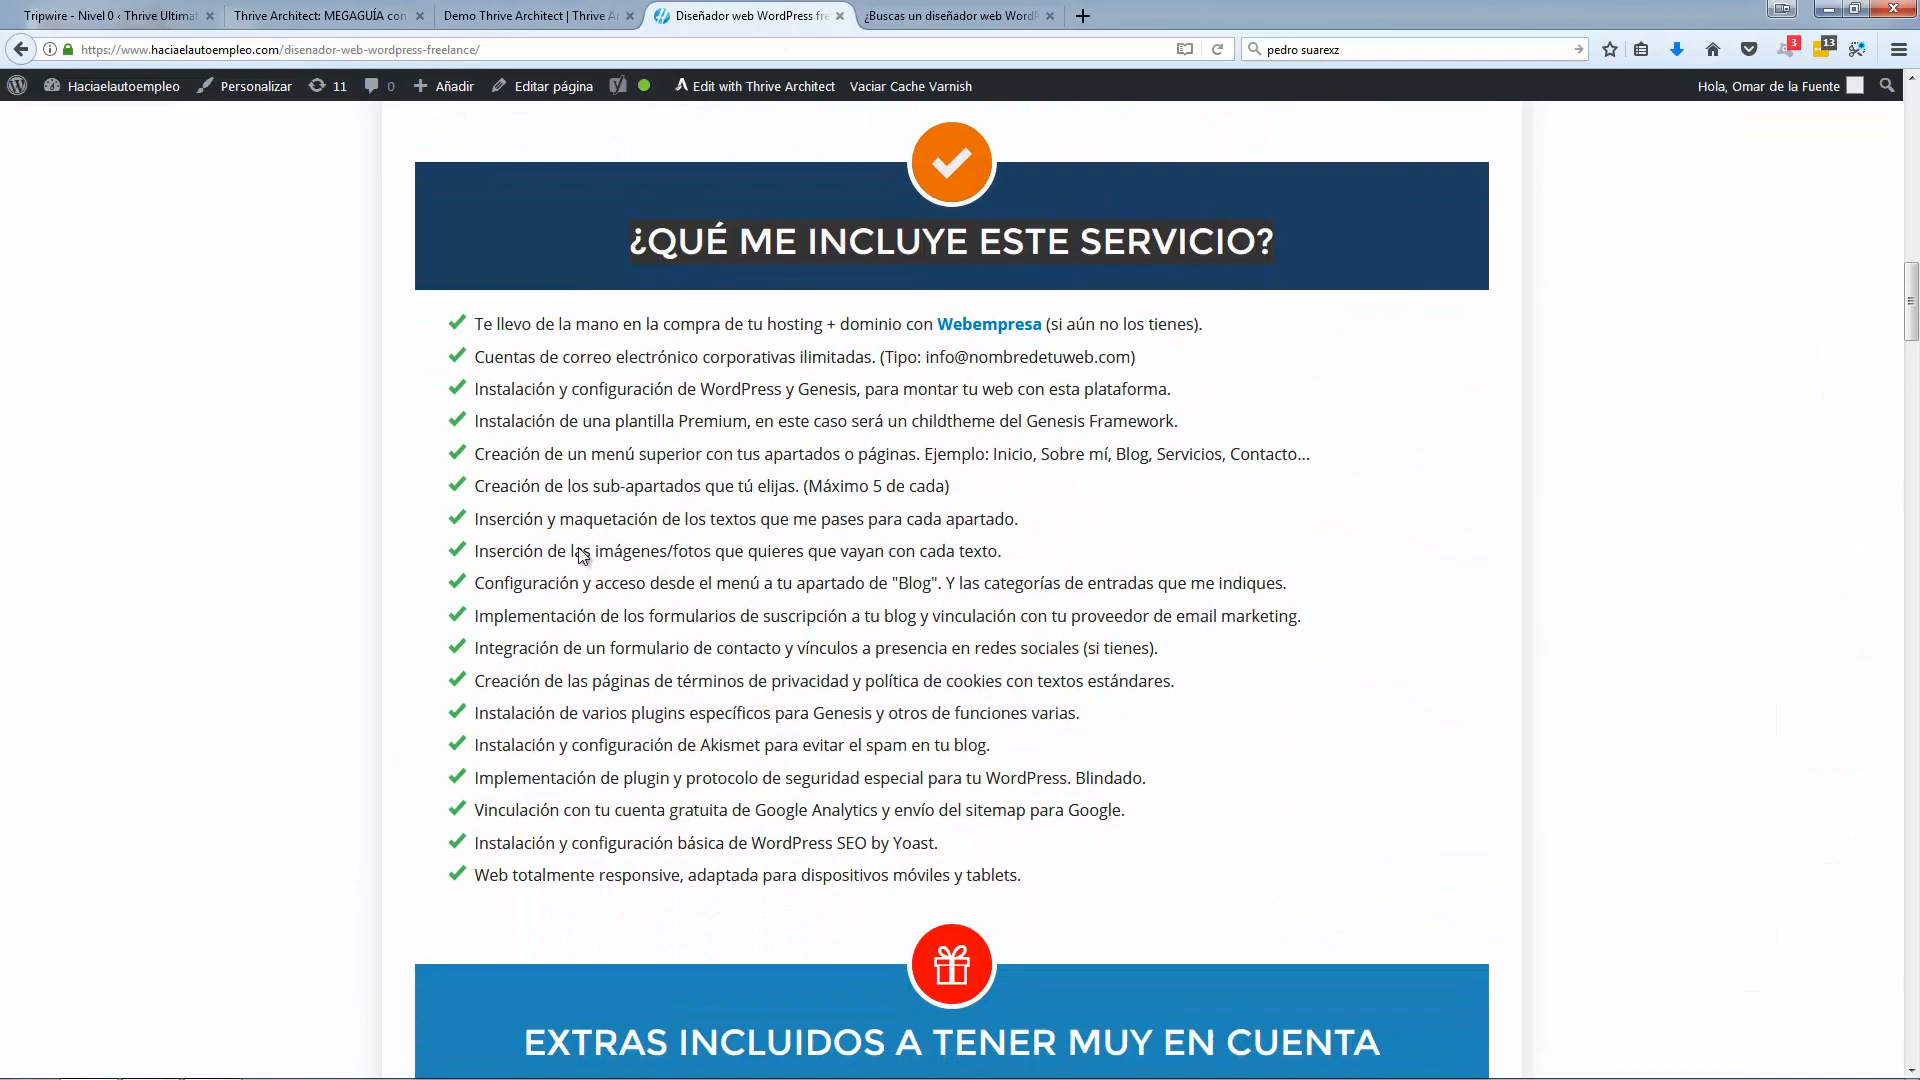 Tripwire - Nivel 0 ‹ Thrive Ultimat
Thrive Architect: MEGAGUÍA con
Demo Thrive Architect | Thrive A
Diseñador web WordPress fre
¿Buscas un diseñador web WordP
https://www.haciaelautoempleo.com/disenador-web-wordpress-freelance/
pedro suarexz
3
13
Haciaelautoempleo
Personalizar
11
0
Añadir
Editar página
Edit with Thrive Architect
Vaciar Cache Varnish
Hola, Omar de la Fuente
¿QUÉ ME INCLUYE ESTE SERVICIO?
Te llevo de la mano en la compra de tu hosting + dominio con Webempresa (si aún no los tienes).
Cuentas de correo electrónico corporativas ilimitadas. (Tipo: info@nombredetuweb.com)
Instalación y configuración de WordPress y Genesis, para montar tu web con esta plataforma.
Instalación de una plantilla Premium, en este caso será un childtheme del Genesis Framework.
Creación de un menú superior con tus apartados o páginas. Ejemplo: Inicio, Sobre mí, Blog, Servicios, Contacto...
Creación de los sub-apartados que tú elijas. (Máximo 5 de cada)
Inserción y maquetación de los textos que me pases para cada apartado.
Inserción de las imágenes/fotos que quieres que vayan con cada texto.
Configuración y acceso desde el menú a tu apartado de "Blog". Y las categorías de entradas que me indiques.
Implementación de los formularios de suscripción a tu blog y vinculación con tu proveedor de email marketing.
Integración de un formulario de contacto y vínculos a presencia en redes sociales (si tienes).
Creación de las páginas de términos de privacidad y política de cookies con textos estándares.
Instalación de varios plugins específicos para Genesis y otros de funciones varias.
Instalación y configuración de Akismet para evitar el spam en tu blog.
Implementación de plugin y protocolo de seguridad especial para tu WordPress. Blindado.
Vinculación con tu cuenta gratuita de Google Analytics y envío del sitemap para Google.
Instalación y configuración básica de WordPress SEO by Yoast.
Web totalmente responsive, adaptada para dispositivos móviles y tablets.
EXTRAS INCLUIDOS A TENER MUY EN CUENTA